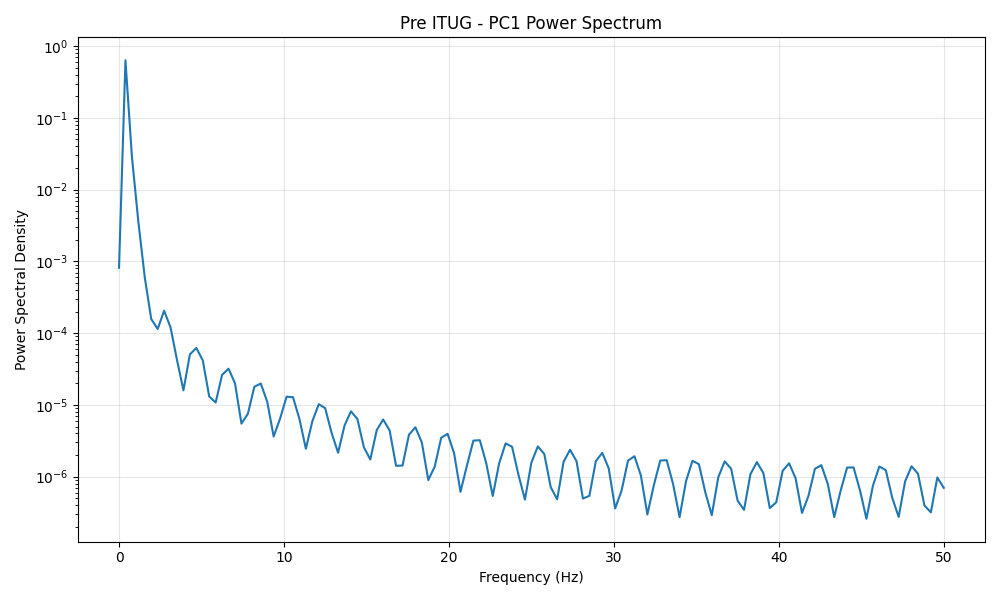 Pre ITUG - PC1 Power Spectrum
Power Spectral Density
10⁰
10⁻¹
10⁻²
10⁻³
10⁻⁴
10⁻⁵
10⁻⁶
0 10 20 30 40 50
Frequency (Hz)